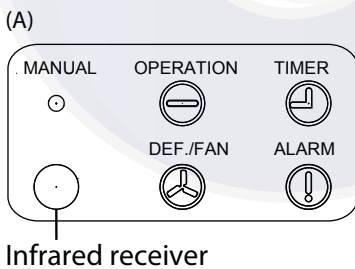 (A)
MANUAL OPERATION TIMER
DEF./FAN ALARM
Infrared receiver